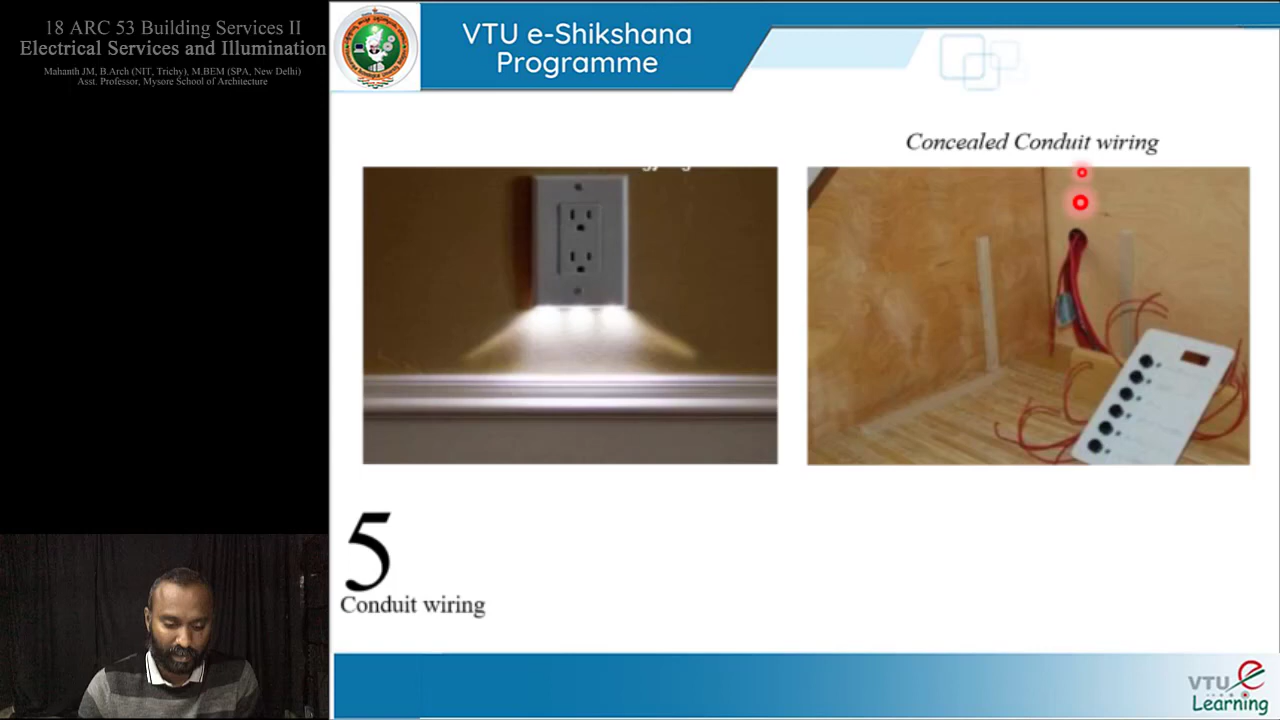 18 ARC 53 Building Services II
Electrical Services and Illumination
Mahanth JM, B.Arch (NIT, Trichy), M.BEM (SPA, New Delhi)
Asst. Professor, Mysore School of Architecture
VTU e-Shikshana
Programme
Concealed Conduit wiring
5
Conduit wiring
VTU e
Learning